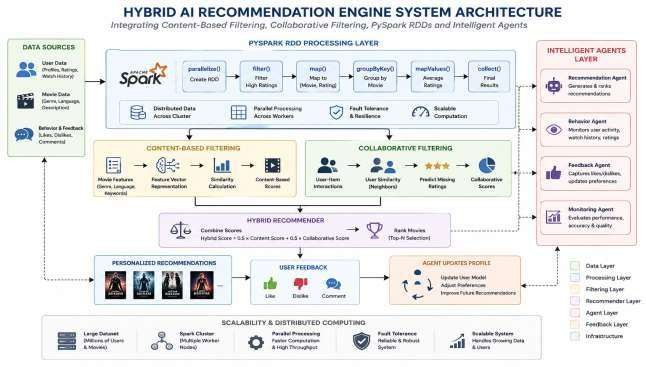 HYBRID AI RECOMMENDATION ENGINE SYSTEM ARCHITECTURE
Integrating Content-Based Filtering, Collaborative Filtering, PySpark RDDs and Intelligent Agents
DATA SOURCES
User Data
(Profiles, Ratings,
Watch History)
Movie Data
(Genre, Language,
Description)
Behavior & Feedback
(Likes, Dislikes,
Comments)
PYSPARK RDD PROCESSING LAYER
APACHE
Spark
parallelize()
Create RDD
filter()
Filter
High Ratings
map()
Map to
(Movie, Rating)
groupByKey()
Group by
Movie
mapValues()
Average
Ratings
collect()
Final
Results
Distributed Data
Across Cluster
Parallel Processing
Across Workers
Fault Tolerance
& Resilience
Scalable
Computation
CONTENT-BASED FILTERING
Movie Features
(Genre, Language,
Keywords)
Feature Vector
Representation
Similarity
Calculation
Content-Based
Scores
COLLABORATIVE FILTERING
User-Item
Interactions
User Similarity
(Neighbors)
Predict Missing
Ratings
Collaborative
Scores
HYBRID RECOMMENDER
Combine Scores
Hybrid Score = 0.5 × Content Score + 0.5 × Collaborative Score
Rank Movies
(Top-N Selection)
PERSONALIZED RECOMMENDATIONS
...
USER FEEDBACK
Like
Dislike
Comment
AGENT UPDATES PROFILE
Update User Model
Adjust Preferences
Improve Future Recommendations
INTELLIGENT AGENTS
LAYER
Recommendation Agent
Generates & ranks
recommendations
Behavior Agent
Monitors user activity,
watch history, ratings
Feedback Agent
Captures likes/dislikes,
updates preferences
Monitoring Agent
Evaluates performance,
accuracy & quality
Data Layer
Processing Layer
Filtering Layer
Recommender Layer
Agent Layer
Feedback Layer
Infrastructure
SCALABILITY & DISTRIBUTED COMPUTING
Large Dataset
(Millions of Users
& Movies)
Spark Cluster
(Multiple Worker
Nodes)
Parallel Processing
Faster Computation
& High Throughput
Fault Tolerance
Reliable & Robust
System
Scalable System
Handles Growing Data
& Users